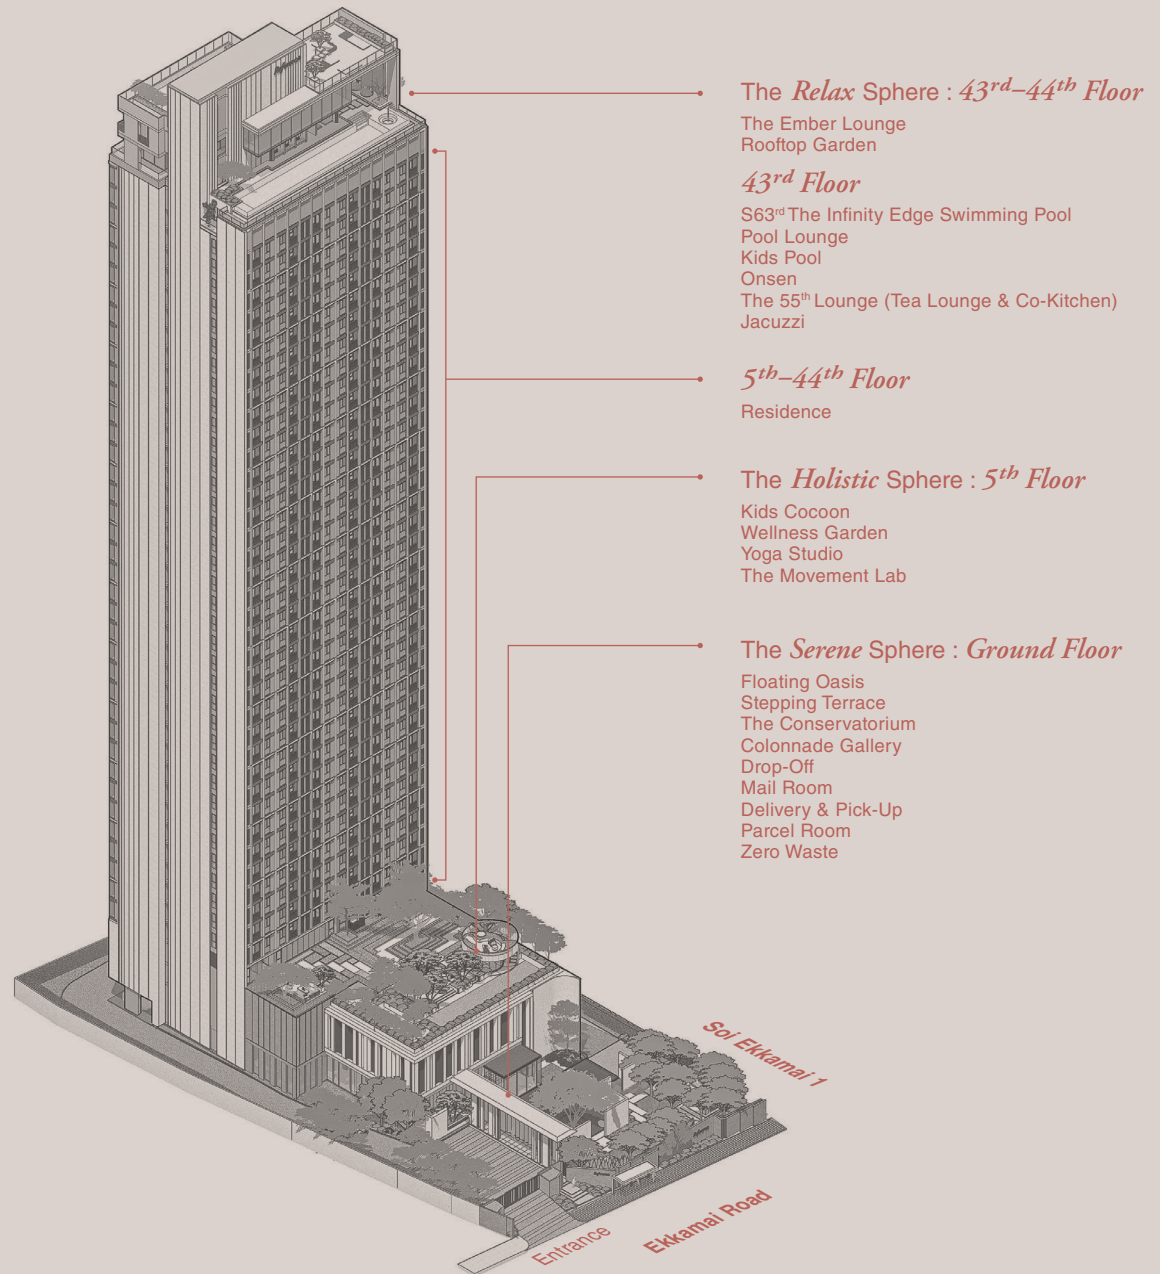 The Relax Sphere : 43rd–44th Floor
The Ember Lounge
Rooftop Garden
43rd Floor
S63rd The Infinity Edge Swimming Pool
Pool Lounge
Kids Pool
Onsen
The 55th Lounge (Tea Lounge & Co-Kitchen)
Jacuzzi
5th–44th Floor
Residence
The Holistic Sphere : 5th Floor
Kids Cocoon
Wellness Garden
Yoga Studio
The Movement Lab
The Serene Sphere : Ground Floor
Floating Oasis
Stepping Terrace
The Conservatorium
Colonnade Gallery
Drop-Off
Mail Room
Delivery & Pick-Up
Parcel Room
Zero Waste
Soi Ekkamai 1
Ekkamai Road
Entrance